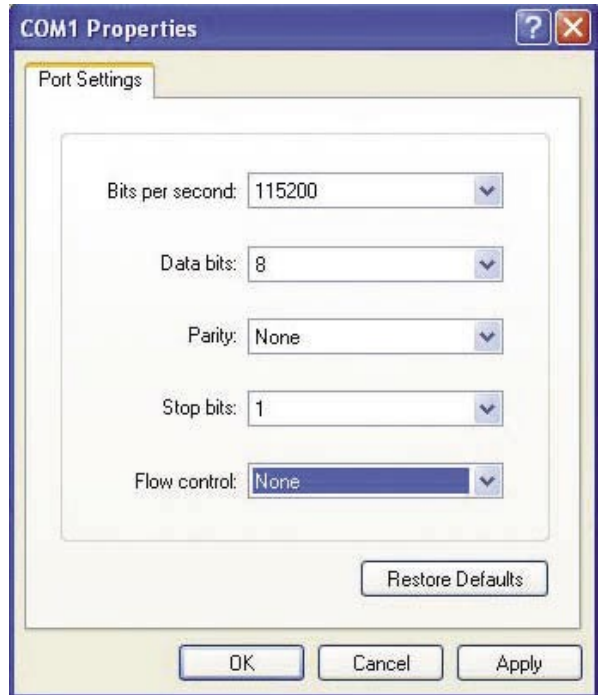 COM1 Properties
Port Settings
Bits per second: 115200
Data bits: 8
Parity: None
Stop bits: 1
Flow control: None
Restore Defaults
OK Cancel Apply